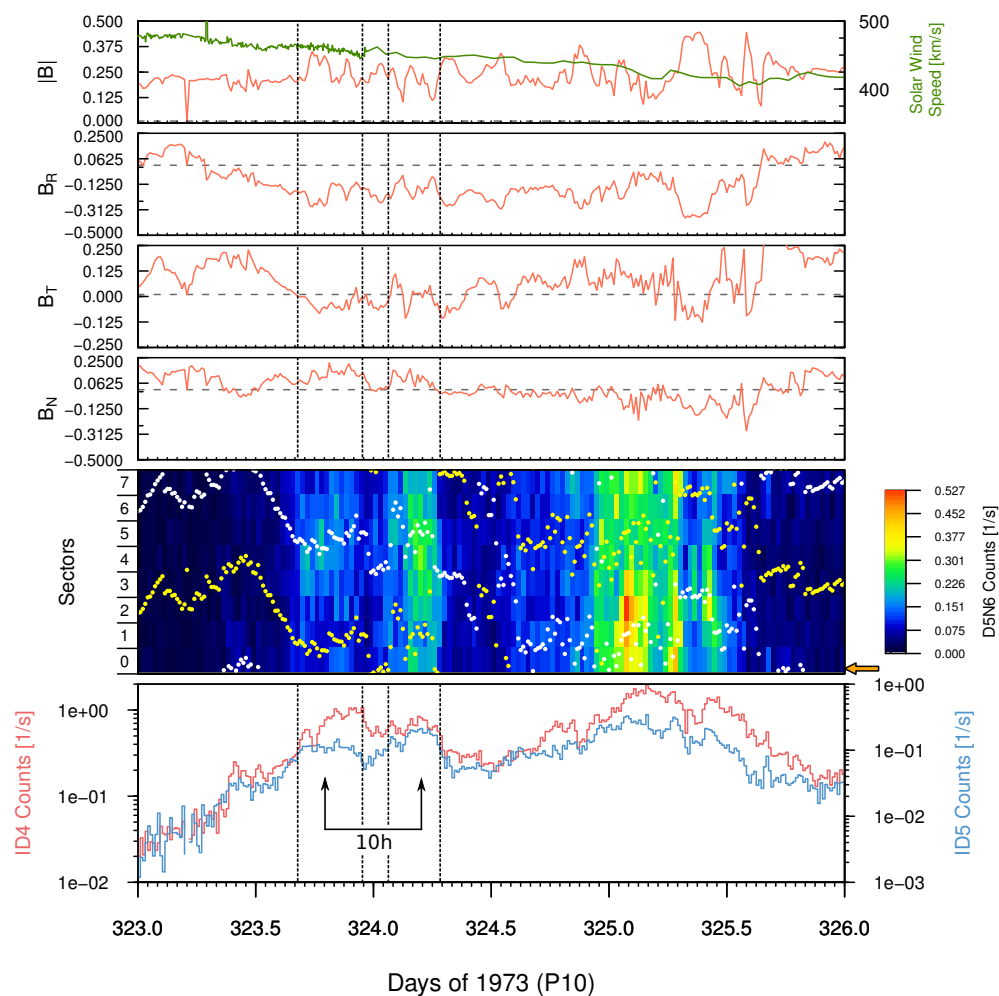 0.500
0.375
0.250
0.125
0.000
|B|
500
400
Solar Wind
Speed [km/s]
0.2500
0.0625
−0.1250
−0.3125
−0.5000
B_R
0.250
0.125
0.000
−0.125
−0.250
B_T
0.2500
0.0625
−0.1250
−0.3125
−0.5000
B_N
7
6
5
4
3
2
1
0
Sectors
0.527
0.452
0.377
0.301
0.226
0.151
0.075
0.000
D5N6 Counts [1/s]
1e+00
1e−01
1e−02
ID4 Counts [1/s]
10h
1e+00
1e−01
1e−02
1e−03
ID5 Counts [1/s]
323.0 323.5 324.0 324.5 325.0 325.5 326.0
Days of 1973 (P10)